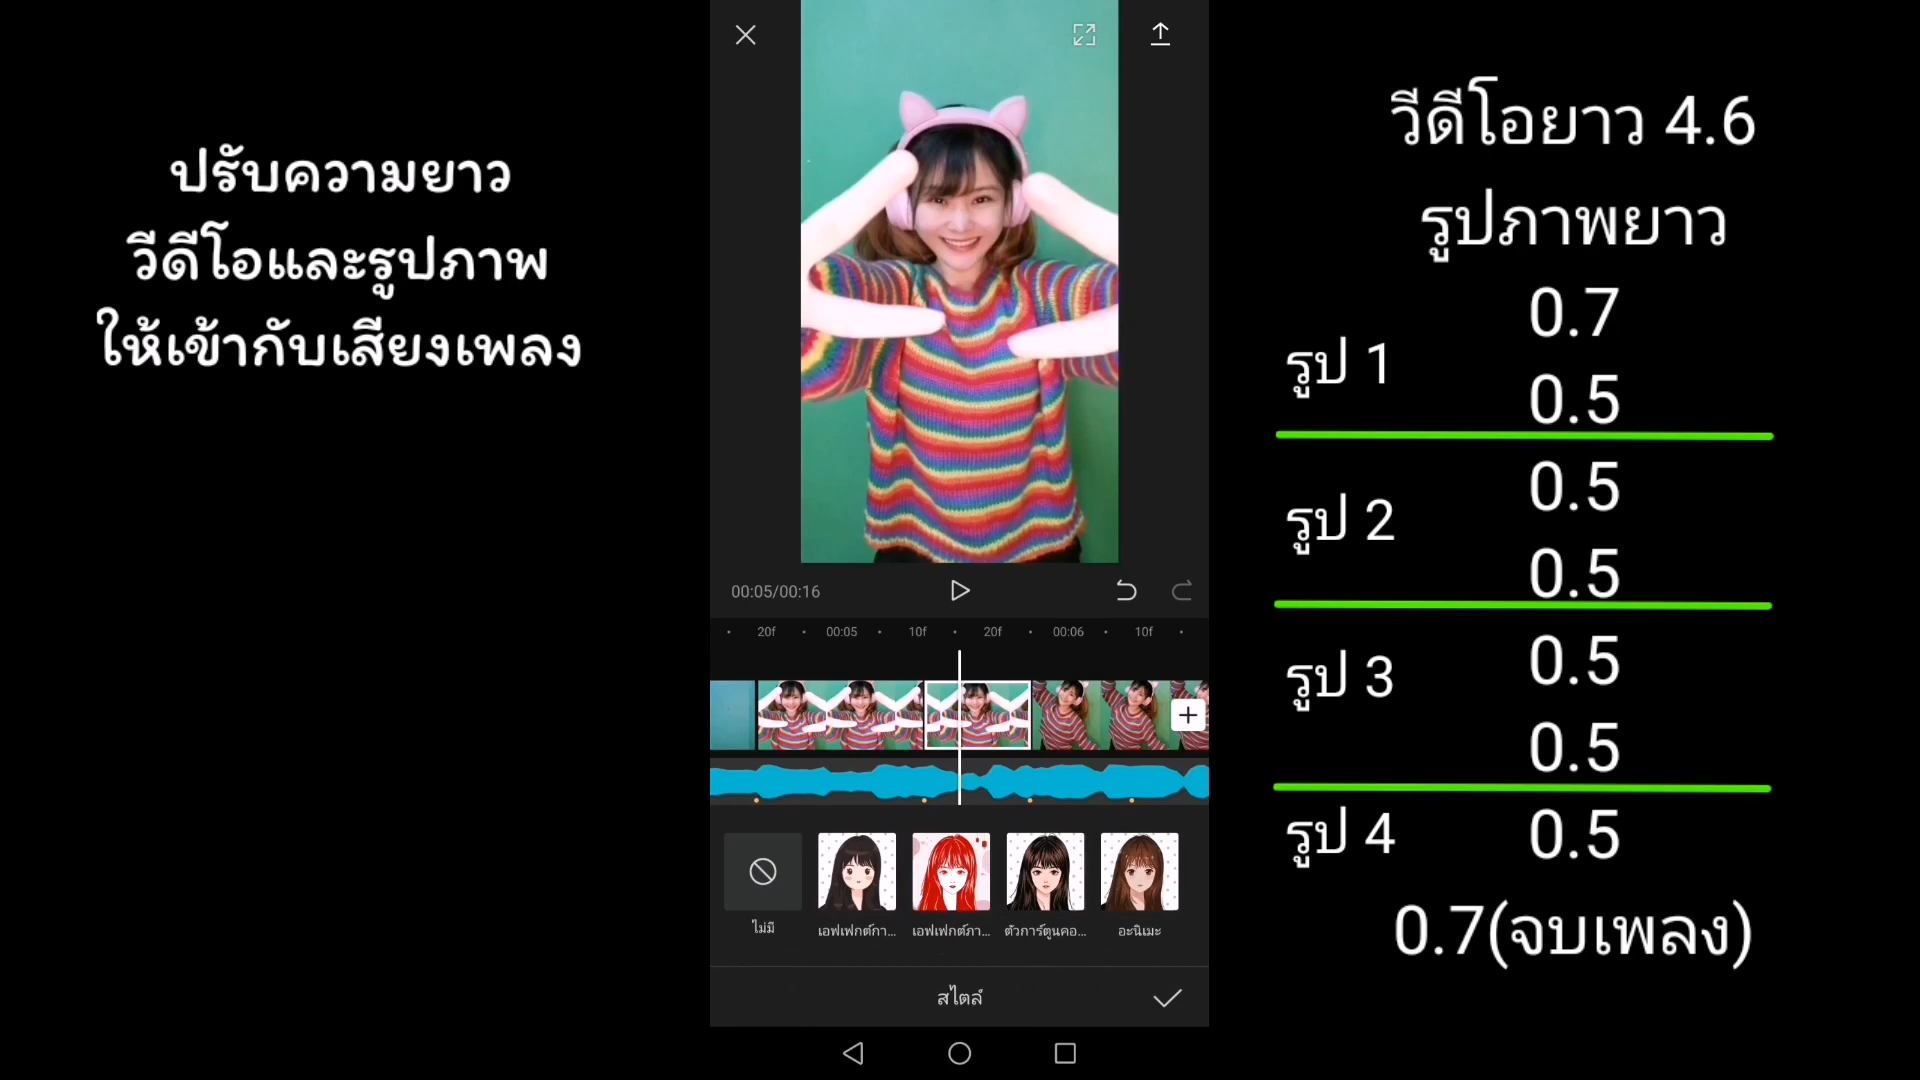 ปรับความยาว
วีดีโอและรูปภาพ
ให้เข้ากับเสียงเพลง
00:05/00:16
20f 00:05 10f 20f 00:06 10f
ไม่มี เอฟเฟกต์กา... เอฟเฟกต์ภา... ตัวการ์ตูนคอ... อะนิเมะ
สไตล์
วีดีโอยาว 4.6
รูปภาพยาว
0.7
รูป 1
0.5
0.5
รูป 2
0.5
0.5
รูป 3
0.5
รูป 4 0.5
0.7(จบเพลง)